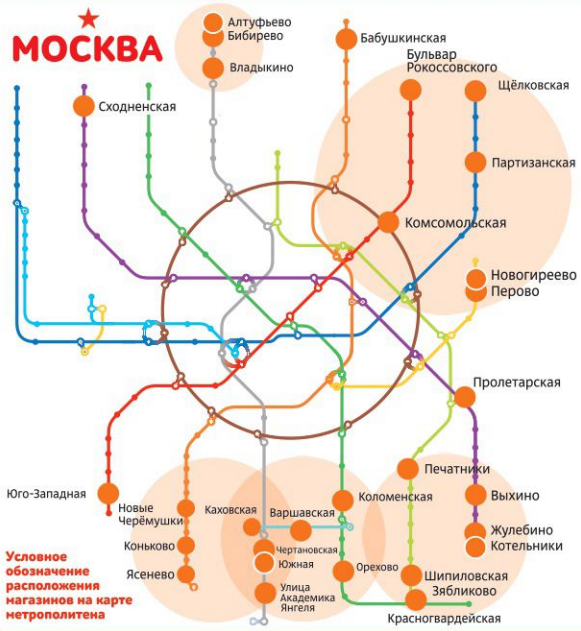 МОСКВА
Алтуфьево
Бибирево
Владыкино
Бабушкинская
Бульвар
Рокоссовского
Щёлковская
Сходненская
Партизанская
Комсомольская
Новогиреево
Перово
Пролетарская
Печатники
Выхино
Жулебино
Котельники
Шипиловская
Зябликово
Красногвардейская
Коломенская
Орехово
Варшавская
Каховская
Чертановская
Южная
Улица
Академика
Янгеля
Юго-Западная
Новые
Черёмушки
Коньково
Ясенево
Условное
обозначение
расположения
магазинов на карте
метрополитена